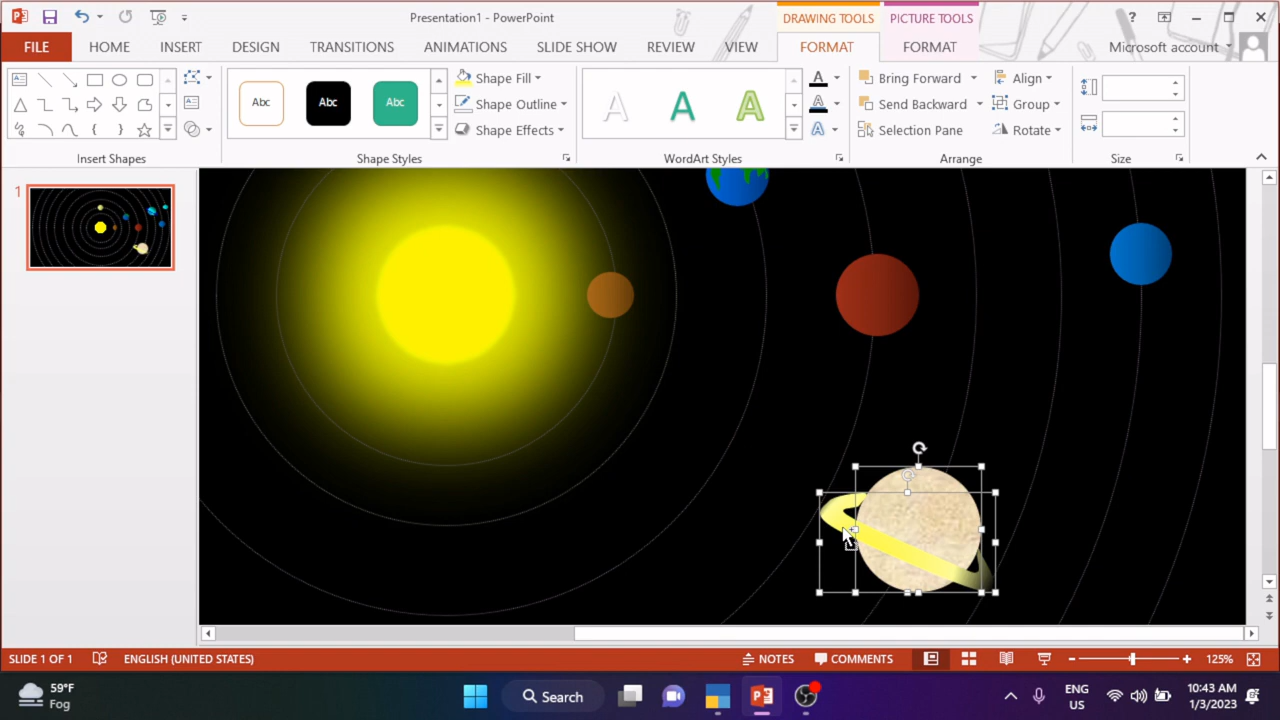 Presentation1 - PowerPoint
DRAWING TOOLS
PICTURE TOOLS
?
FILE
HOME
INSERT
DESIGN
TRANSITIONS
ANIMATIONS
SLIDE SHOW
REVIEW
VIEW
FORMAT
FORMAT
Microsoft account
Abc
Abc
Abc
Shape Fill
Shape Outline
Shape Effects
A
A
A
A
A
A
Bring Forward
Send Backward
Selection Pane
Align
Group
Rotate
Insert Shapes
Shape Styles
WordArt Styles
Arrange
Size
1
SLIDE 1 OF 1
ENGLISH (UNITED STATES)
NOTES
COMMENTS
125%
59°F
Fog
Search
ENG
US
10:43 AM
1/3/2023